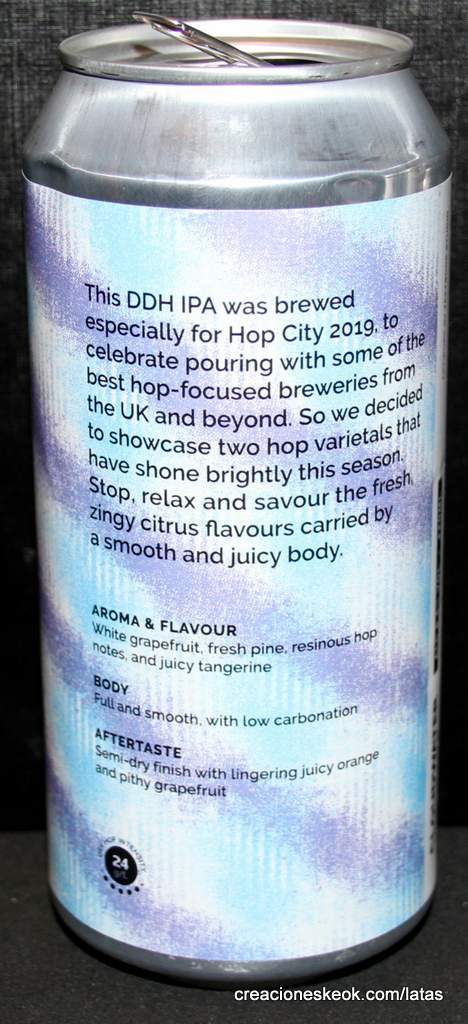 This DDH IPA was brewed
especially for Hop City 2019, to
celebrate pouring with some of the
best hop-focused breweries from
the UK and beyond. So we decided
to showcase two hop varietals that
have shone brightly this season.
Stop, relax and savour the fresh,
zingy citrus flavours carried by
a smooth and juicy body.
AROMA & FLAVOUR
White grapefruit, fresh pine, resinous hop
notes, and juicy tangerine
BODY
Full and smooth, with low carbonation
AFTERTASTE
Semi-dry finish with lingering juicy orange
and pithy grapefruit
HOP INTENSITY
24
g/L
creacioneskeok.com/latas